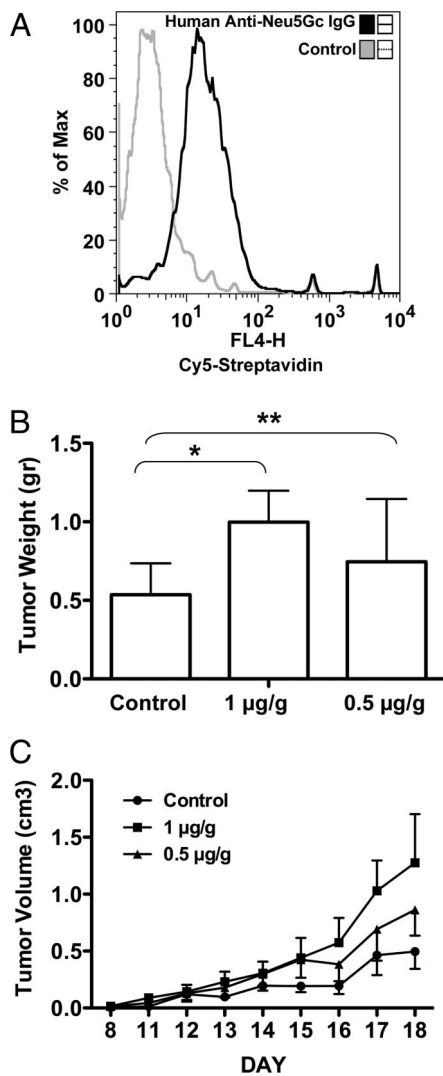 A
Human Anti-Neu5Gc IgG
Control
% of Max
100
80
60
40
20
0
10^0 10^1 10^2 10^3 10^4
FL4-H
Cy5-Streptavidin
B
**
*
Tumor Weight (gr)
1.5
1.0
0.5
0.0
Control 1 µg/g 0.5 µg/g
C
Tumor Volume (cm3)
2.0
1.5
1.0
0.5
0.0
Control
1 µg/g
0.5 µg/g
8 11 12 13 14 15 16 17 18
DAY